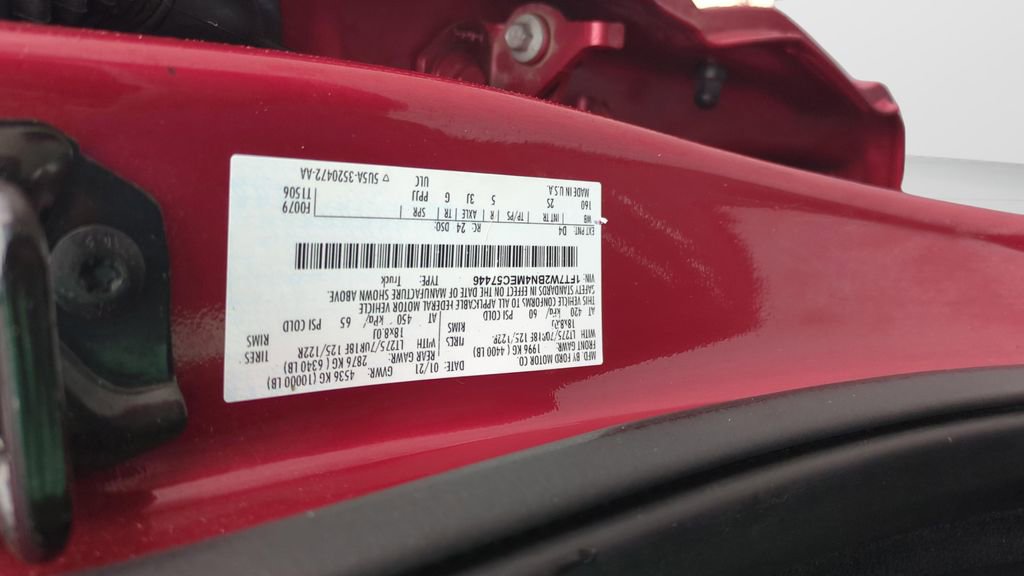 MFD. BY FORD MOTOR CO.
DATE: 01/21 GVWR: 4536 KG (10000 LB)
FRONT GAWR: 1996 KG (4400 LB) REAR GAWR: 2876 KG (6340 LB)
WITH LT275/70R18E 125/122R TIRES WITH LT275/70R18E 125/122R TIRES
18x8.0J RIMS 18x8.0J RIMS
AT 420 kPa/ 60 PSI COLD AT 450 kPa/ 65 PSI COLD
THIS VEHICLE CONFORMS TO ALL APPLICABLE FEDERAL MOTOR VEHICLE
SAFETY STANDARDS IN EFFECT ON THE DATE OF MANUFACTURE SHOWN ABOVE.
VIN: 1FT7W2BN4MEC57446 TYPE: Truck
EXT PNT: D4 RC: 24 DSO: F0079
WB INT TR TP/PS R AXLE TR SPR 1T506
160 2S 5 3J G PPJJ
MADE IN U.S.A. ULC ▽ 5U5A-3520472-AA